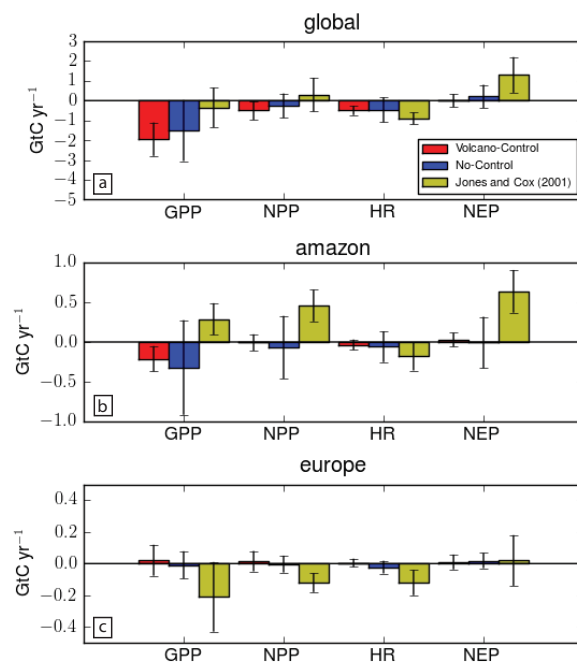 global
3
2
1
0
−1
−2
−3
−4
−5
GtC yr−1
a
Volcano-Control
No-Control
Jones and Cox (2001)
GPP NPP HR NEP
amazon
1.0
0.5
0.0
−0.5
−1.0
GtC yr−1
b
GPP NPP HR NEP
europe
0.4
0.2
0.0
−0.2
−0.4
GtC yr−1
c
GPP NPP HR NEP